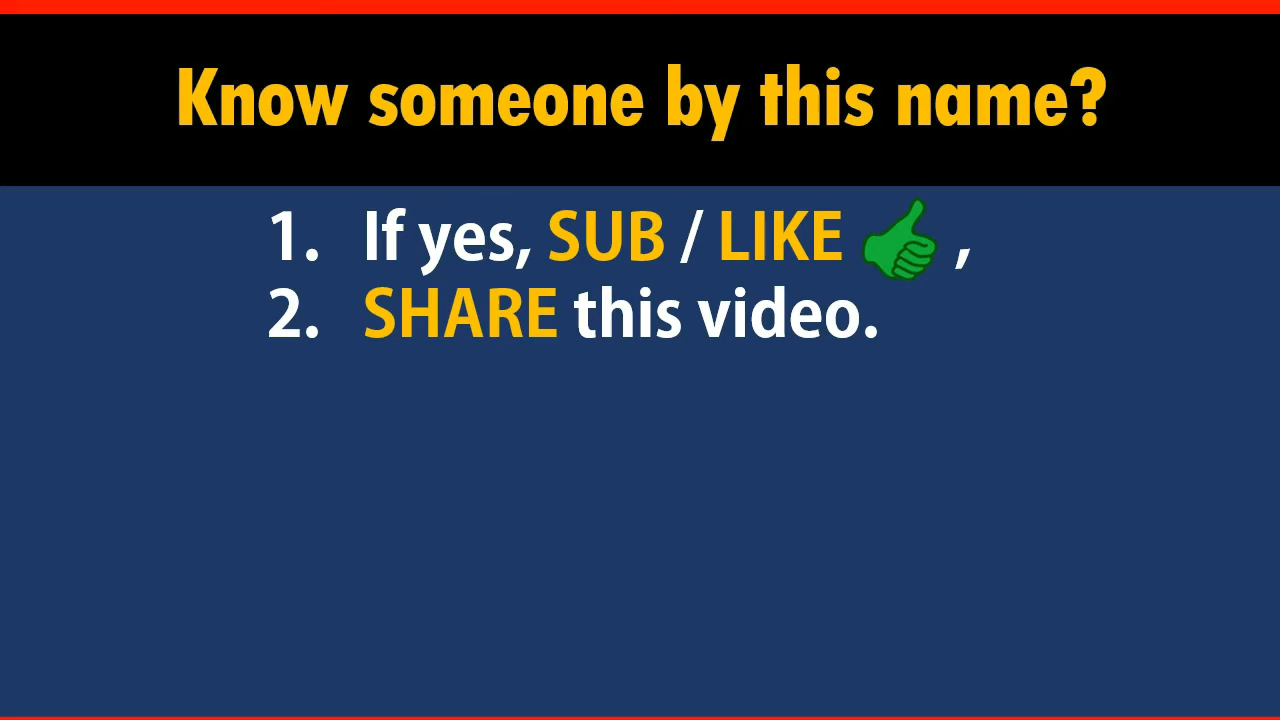 Know someone by this name?
1. If yes, SUB / LIKE ,
2. SHARE this video.